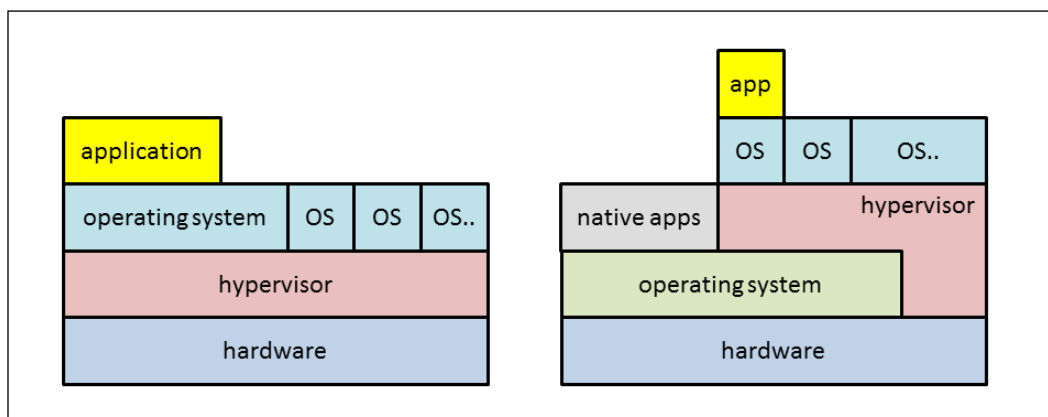 application
operating system
OS
OS
OS..
hypervisor
hardware
app
OS
OS
OS..
hypervisor
native apps
operating system
hardware